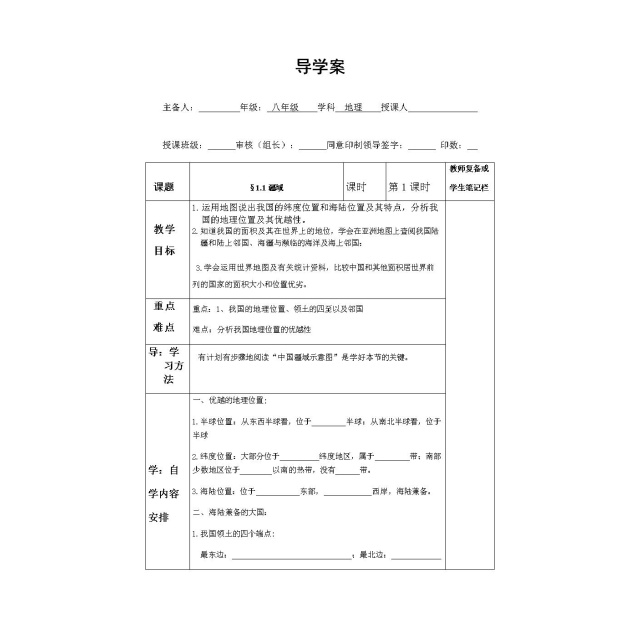 导学案
主备人：________年级：_八年级____学科__地理____授课人______________
授课班级：______审核（组长）：______同意印制领导签字：______ 印数：__
课题
§1.1疆域
课时
第1课时
教师复备或
学生笔记栏
教学
目标
1.运用地图说出我国的纬度位置和海陆位置及其特点，分析我
国的地理位置及其优越性。
2.知道我国的面积及其在世界上的地位，学会在亚洲地图上查阅我国陆
疆和陆上邻国、海疆与濒临的海洋及海上邻国；
3.学会运用世界地图及有关统计资料，比较中国和其他面积居世界前
列的国家的面积大小和位置优劣。
重点
难点
重点：1、我国的地理位置、领土的四至以及邻国
难点：分析我国地理位置的优越性
导：学
习方
法
有计划有步骤地阅读“中国疆域示意图”是学好本节的关键。
学：自
学内容
安排
一、优越的地理位置：
1.半球位置：从东西半球看，位于________半球；从南北半球看，位于
半球
2.纬度位置：大部分位于_________纬度地区，属于________带；南部
少数地区位于_______以南的热带，没有______带。
3.海陆位置：位于__________东部，___________西岸，海陆兼备。
二、海陆兼备的大国：
1.我国领土的四个端点：
最东边：____________________________；最北边：____________